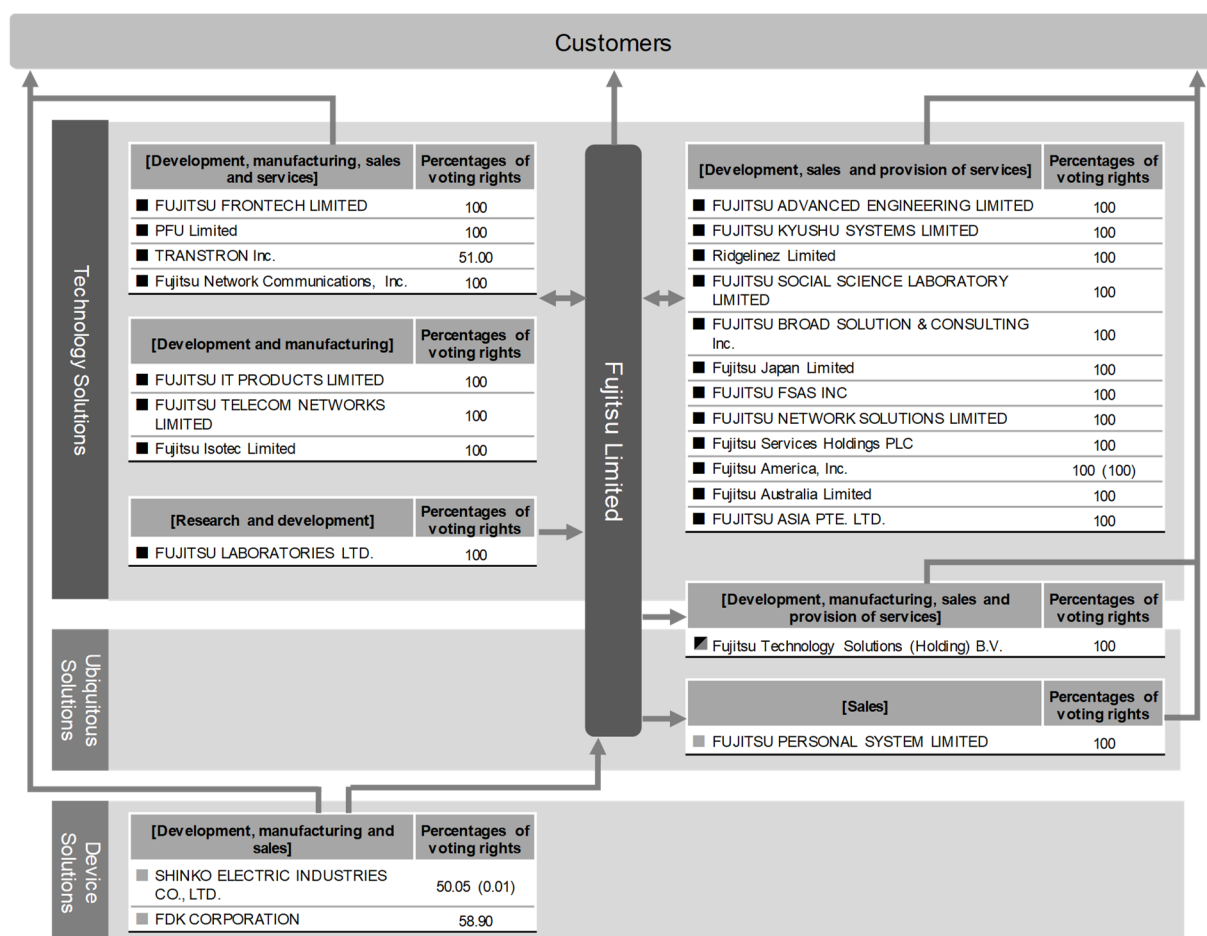 Customers
Technology Solutions
[Development, manufacturing, sales
and services]
Percentages of
voting rights
FUJITSU FRONTECH LIMITED 100
PFU Limited 100
TRANSTRON Inc. 51.00
Fujitsu Network Communications, Inc. 100
[Development and manufacturing]
Percentages of
voting rights
FUJITSU IT PRODUCTS LIMITED 100
FUJITSU TELECOM NETWORKS
LIMITED
100
Fujitsu Isotec Limited 100
[Research and development]
Percentages of
voting rights
FUJITSU LABORATORIES LTD. 100
Fujitsu Limited
[Development, sales and provision of services]
Percentages of
voting rights
FUJITSU ADVANCED ENGINEERING LIMITED 100
FUJITSU KYUSHU SYSTEMS LIMITED 100
Ridgelinez Limited 100
FUJITSU SOCIAL SCIENCE LABORATORY
LIMITED
100
FUJITSU BROAD SOLUTION & CONSULTING
Inc.
100
Fujitsu Japan Limited 100
FUJITSU FSAS INC 100
FUJITSU NETWORK SOLUTIONS LIMITED 100
Fujitsu Services Holdings PLC 100
Fujitsu America, Inc. 100 (100)
Fujitsu Australia Limited 100
FUJITSU ASIA PTE. LTD. 100
[Development, manufacturing, sales and
provision of services]
Percentages of
voting rights
Fujitsu Technology Solutions (Holding) B.V. 100
Ubiquitous
Solutions
[Sales]
Percentages of
voting rights
FUJITSU PERSONAL SYSTEM LIMITED 100
Device
Solutions
[Development, manufacturing and
sales]
Percentages of
voting rights
SHINKO ELECTRIC INDUSTRIES
CO., LTD.
50.05 (0.01)
FDK CORPORATION 58.90